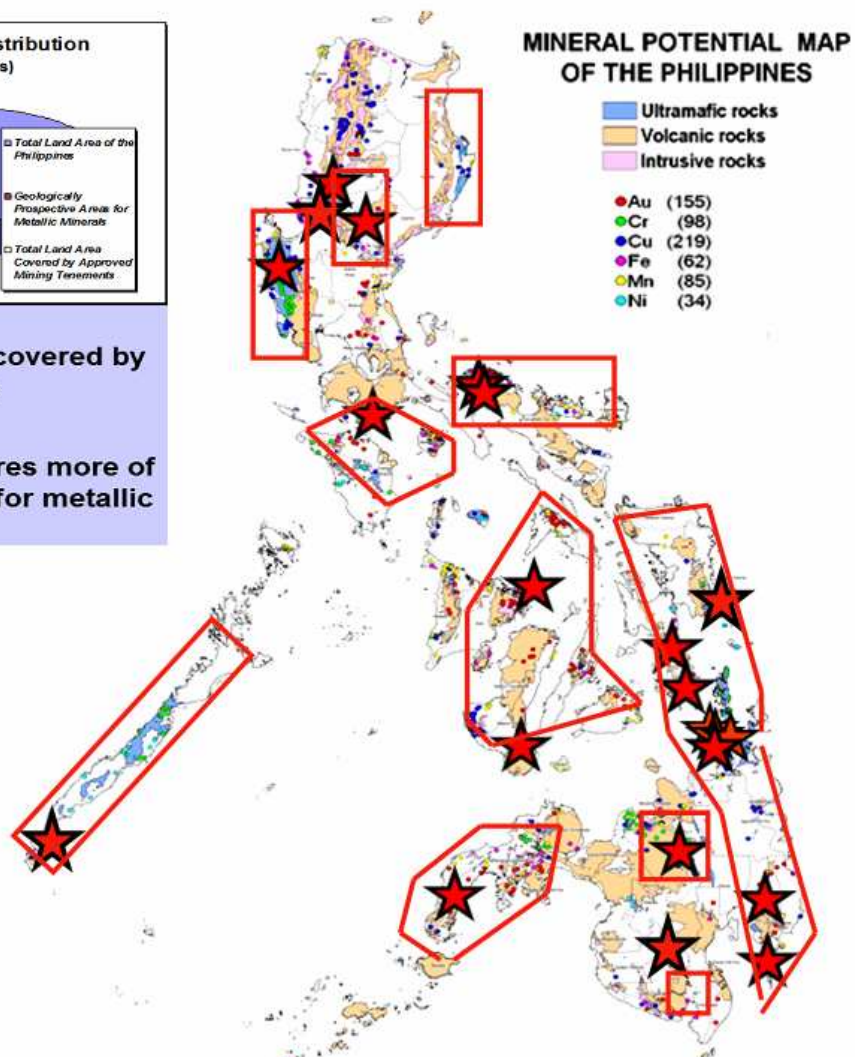 stribution
s)
Total Land Area of the
Philippines
Geologically
Prospective Areas for
Metallic Minerals
Total Land Area
Covered by Approved
Mining Tenements
covered by
res more of
for metallic
MINERAL POTENTIAL MAP
OF THE PHILIPPINES
Ultramafic rocks
Volcanic rocks
Intrusive rocks
Au (155)
Cr (98)
Cu (219)
Fe (62)
Mn (85)
Ni (34)